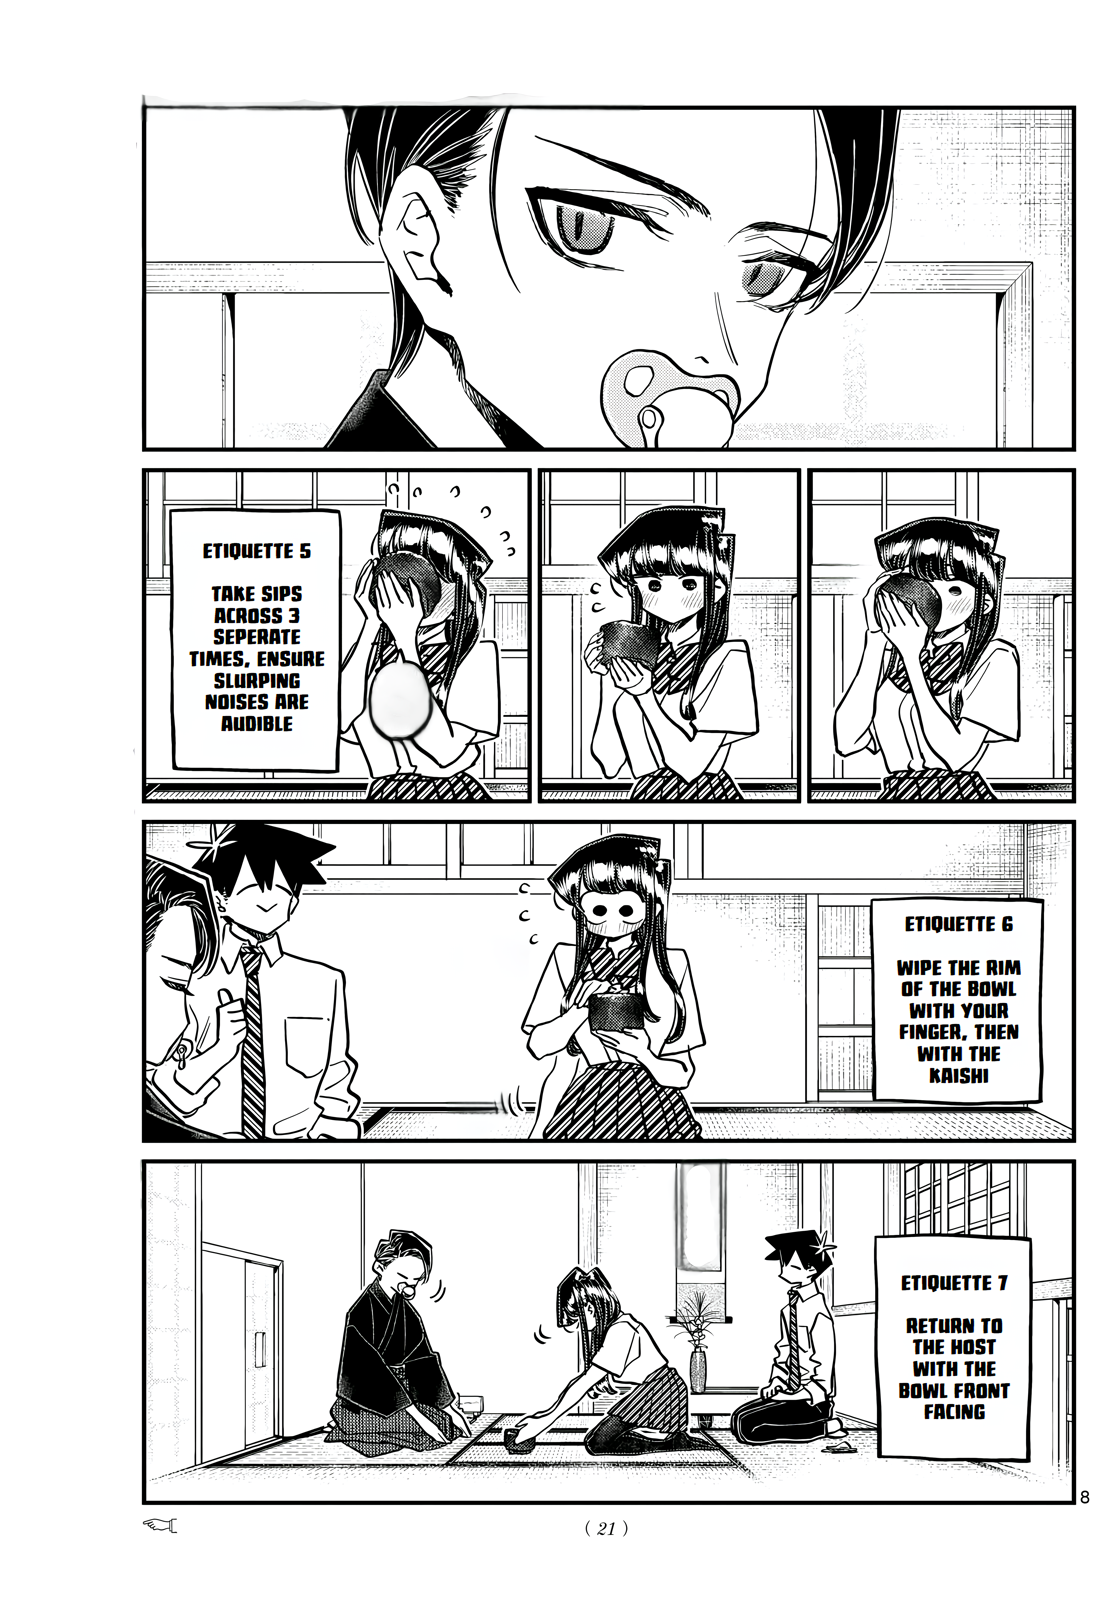 ETIQUETTE 5
TAKE SIPS
ACROSS 3
SEPERATE
TIMES, ENSURE
SLURPING
NOISES ARE
AUDIBLE
ETIQUETTE 6
WIPE THE RIM
OF THE BOWL
WITH YOUR
FINGER, THEN
WITH THE
KAISHI
ETIQUETTE 7
RETURN TO
THE HOST
WITH THE
BOWL FRONT
FACING
8
( 21 )